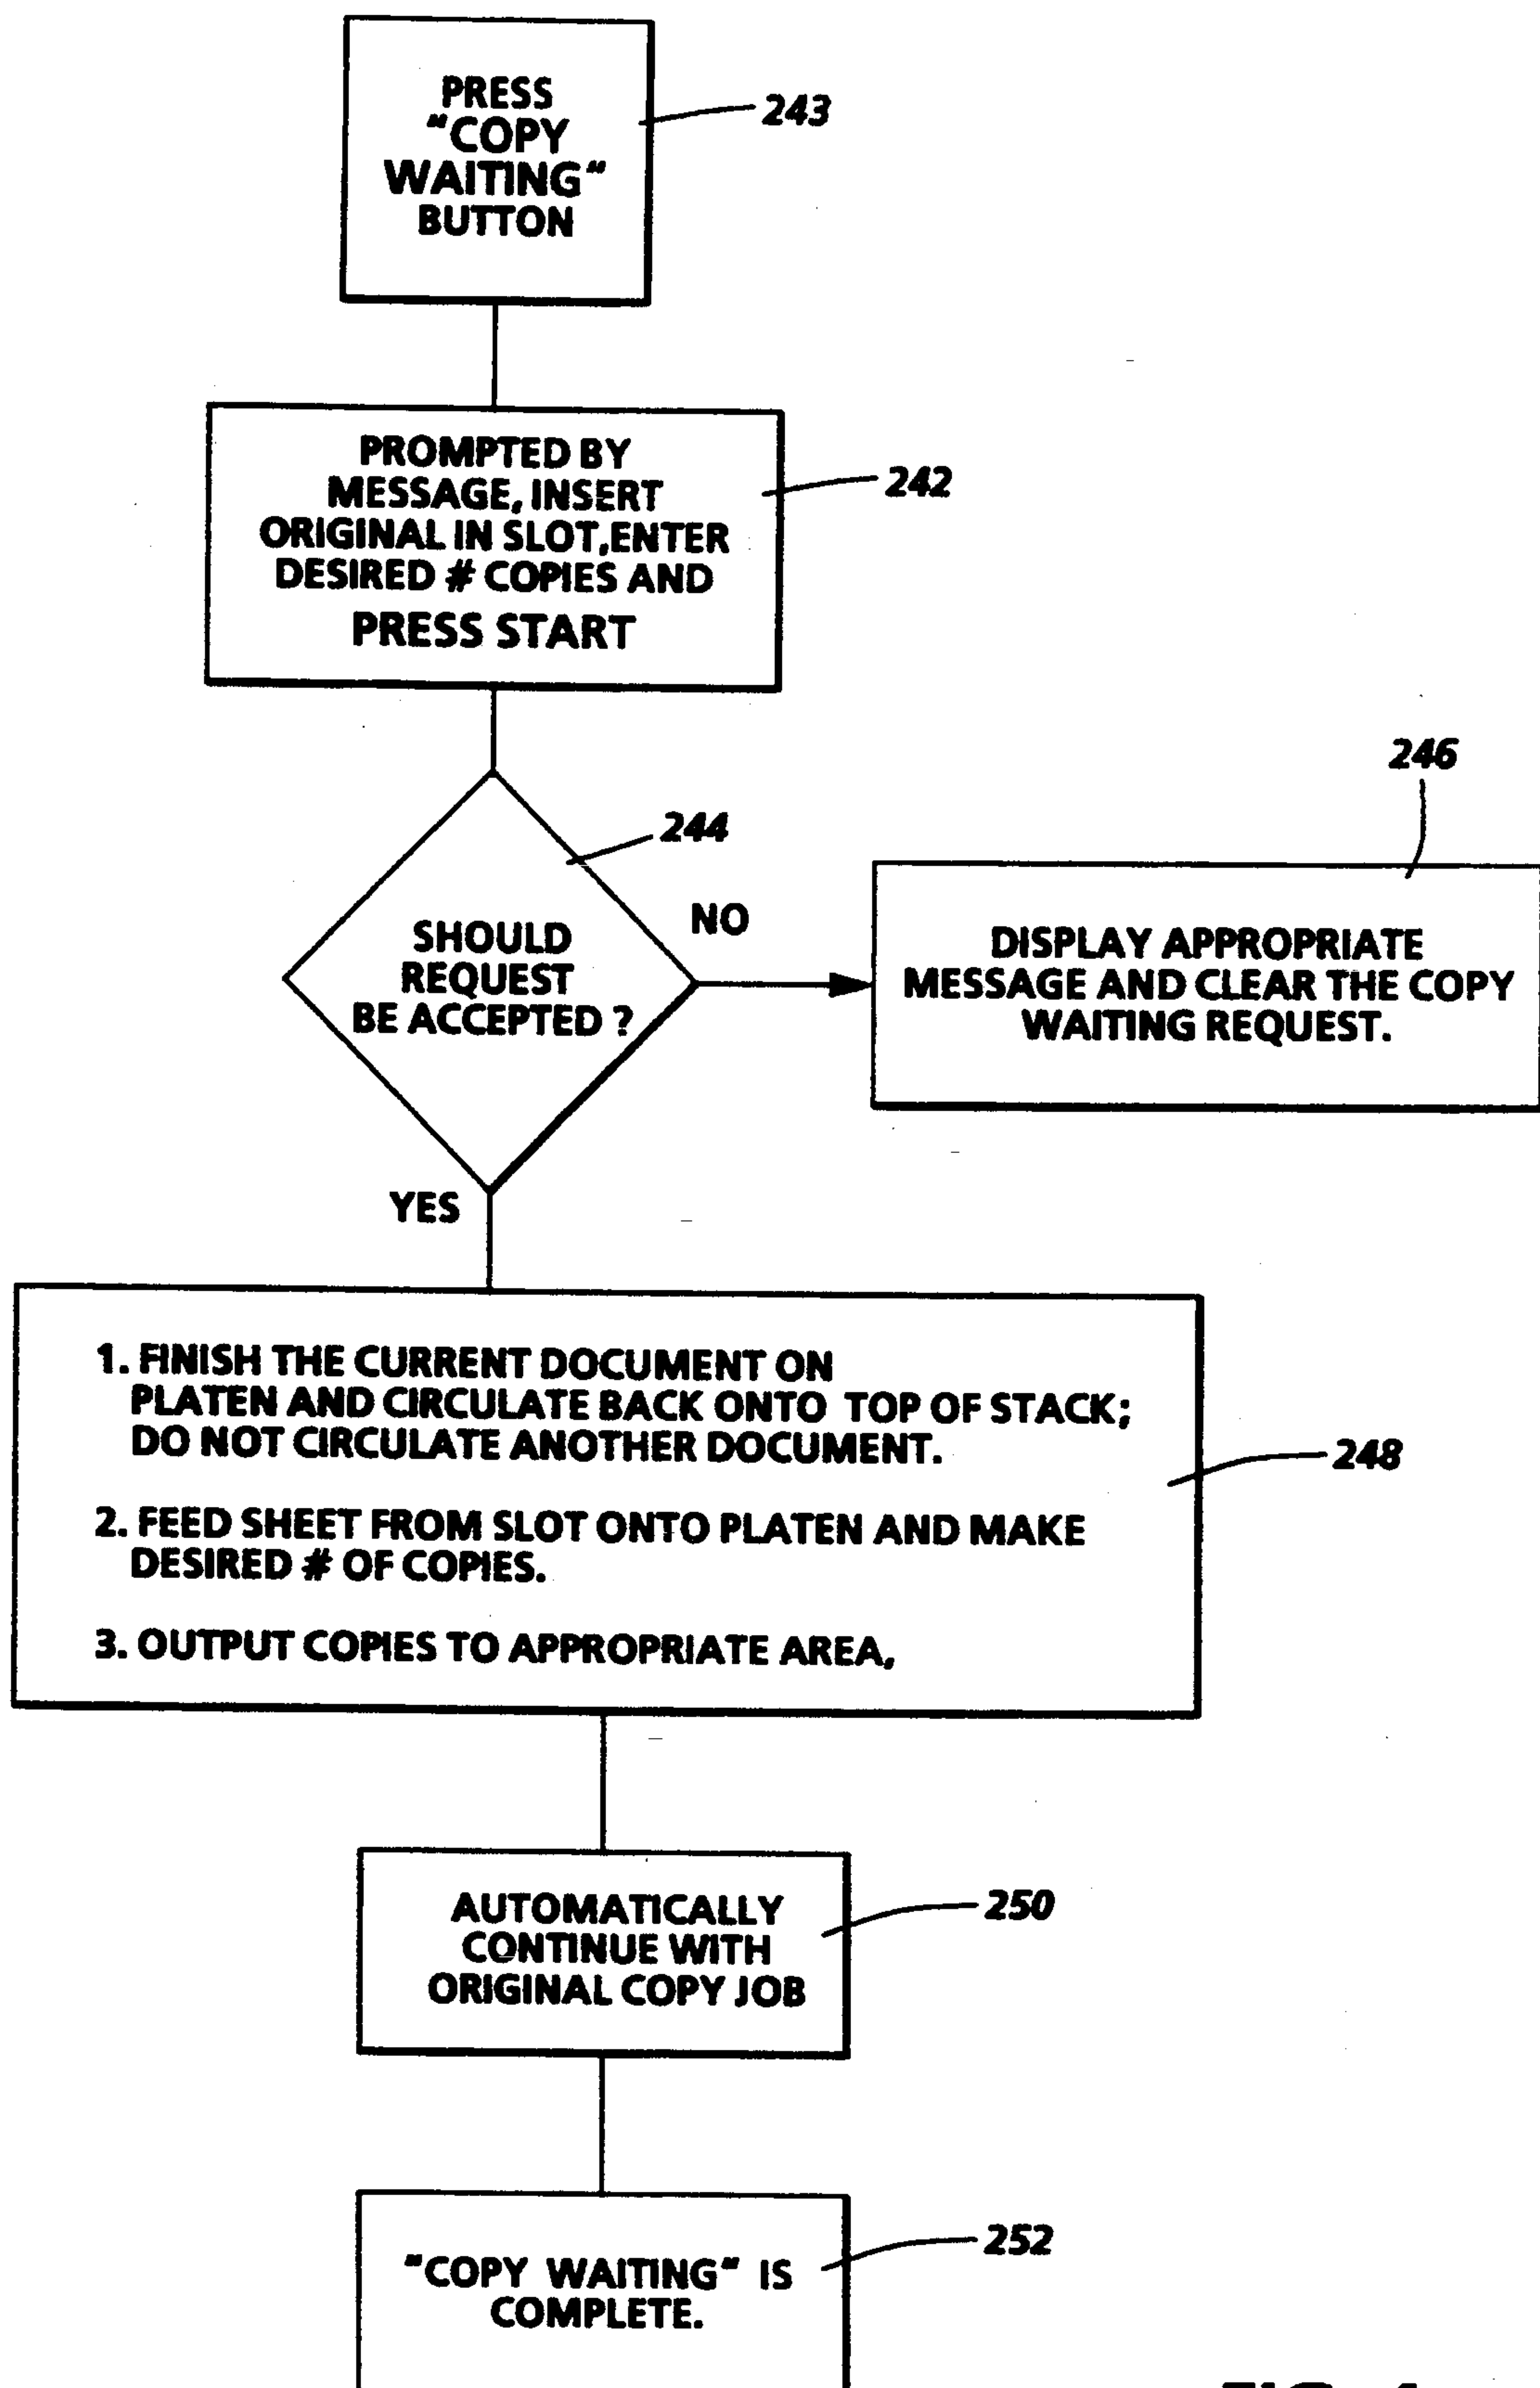 PRESS
"COPY
WAITING"
BUTTON
243
PROMPTED BY
MESSAGE, INSERT
ORIGINAL IN SLOT,ENTER
DESIRED # COPIES AND
PRESS START
242
244
SHOULD
REQUEST
BE ACCEPTED ?
NO
246
DISPLAY APPROPRIATE
MESSAGE AND CLEAR THE COPY
WAITING REQUEST.
YES
1. FINISH THE CURRENT DOCUMENT ON
PLATEN AND CIRCULATE BACK ONTO TOP OF STACK;
DO NOT CIRCULATE ANOTHER DOCUMENT.
2. FEED SHEET FROM SLOT ONTO PLATEN AND MAKE
DESIRED # OF COPIES.
3. OUTPUT COPIES TO APPROPRIATE AREA,
248
AUTOMATICALLY
CONTINUE WITH
ORIGINAL COPY JOB
250
"COPY WAITING" IS
COMPLETE.
252